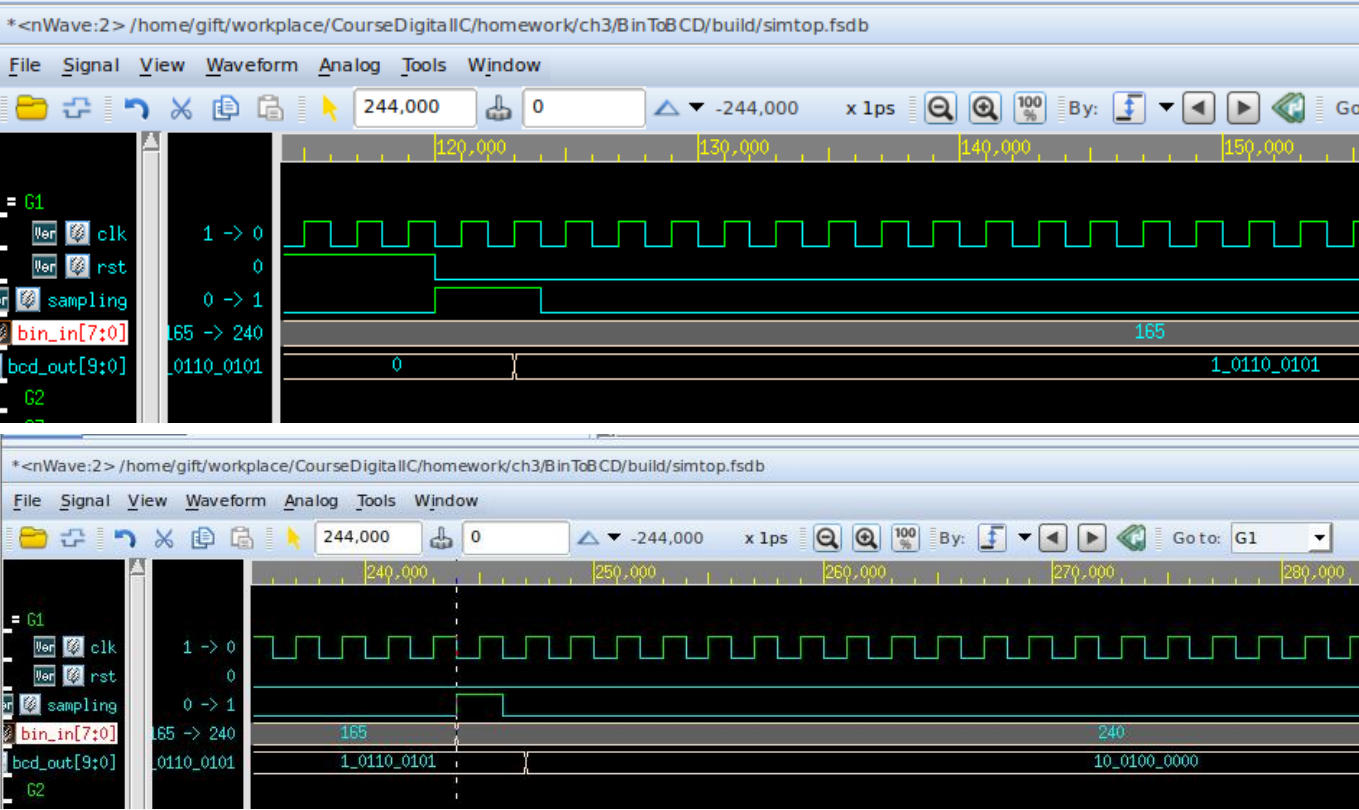 *<nWave:2> /home/gift/workplace/CourseDigitalIC/homework/ch3/BinToBCD/build/simtop.fsdb
File Signal View Waveform Analog Tools Window
244,000 0 -244,000 x 1ps 100 % By: Go
120,000 130,000 140,000 150,000
= G1
Ver clk 1 -> 0
Ver rst 0
sampling 0 -> 1
bin_in[7:0] 165 -> 240 165
bcd_out[9:0] _0110_0101 0 1_0110_0101
G2
*<nWave:2> /home/gift/workplace/CourseDigitalIC/homework/ch3/BinToBCD/build/simtop.fsdb
File Signal View Waveform Analog Tools Window
244,000 0 -244,000 x 1ps 100 % By: Go to: G1
240,000 250,000 260,000 270,000 280,000
= G1
Ver clk 1 -> 0
Ver rst 0
sampling 0 -> 1
bin_in[7:0] 165 -> 240 165 240
bcd_out[9:0] _0110_0101 1_0110_0101 10_0100_0000
G2